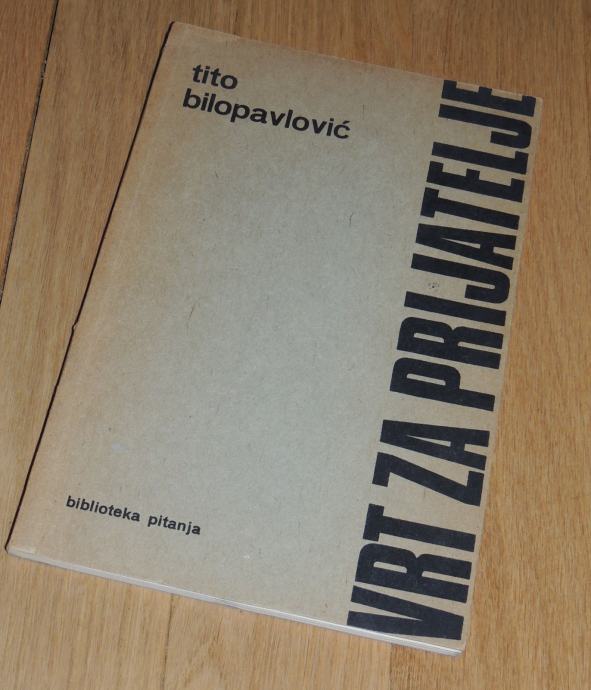 tito
bilopavlović
VRT ZA PRIJATELJE
biblioteka pitanja